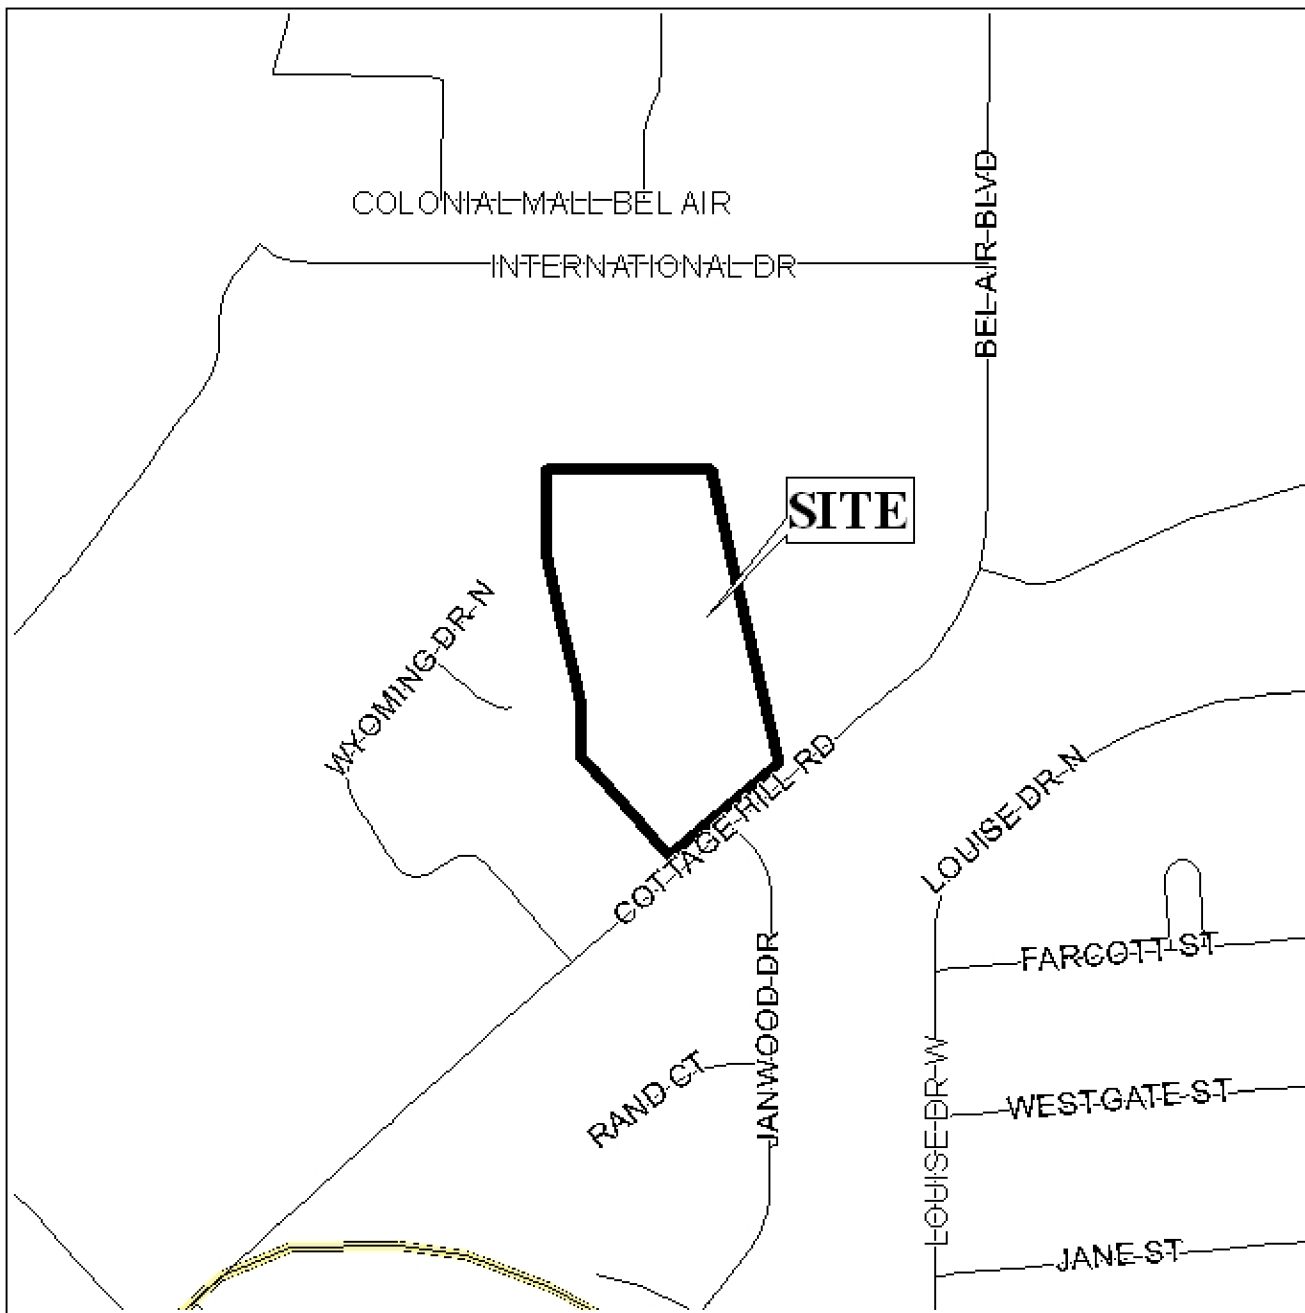 COLONIAL MALL BEL AIR
BEL AIR BLVD
INTERNATIONAL DR
SITE
WYOMING DR N
COTTAGE HILL RD
LOUISE DR N
FARCOTT ST
JANWOOD DR
RAND CT
LOUISE DR W
WESTGATE ST
JANE ST